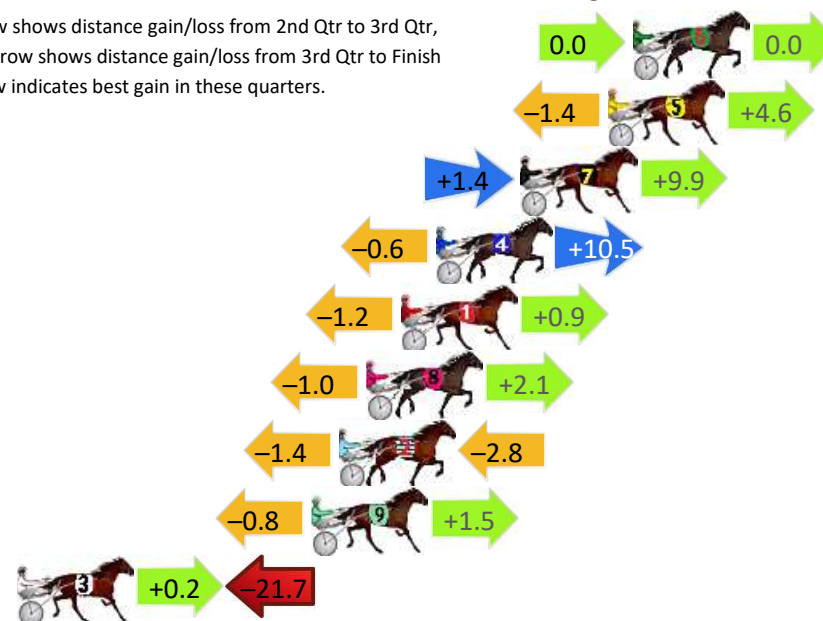 w shows distance gain/loss from 2nd Qtr to 3rd Qtr,
row shows distance gain/loss from 3rd Qtr to Finish
w indicates best gain in these quarters.
0.0 6 0.0
–1.4 5 +4.6
+1.4 7 +9.9
–0.6 4 +10.5
–1.2 1 +0.9
–1.0 8 +2.1
–1.4 2 –2.8
–0.8 9 +1.5
3 +0.2 –21.7